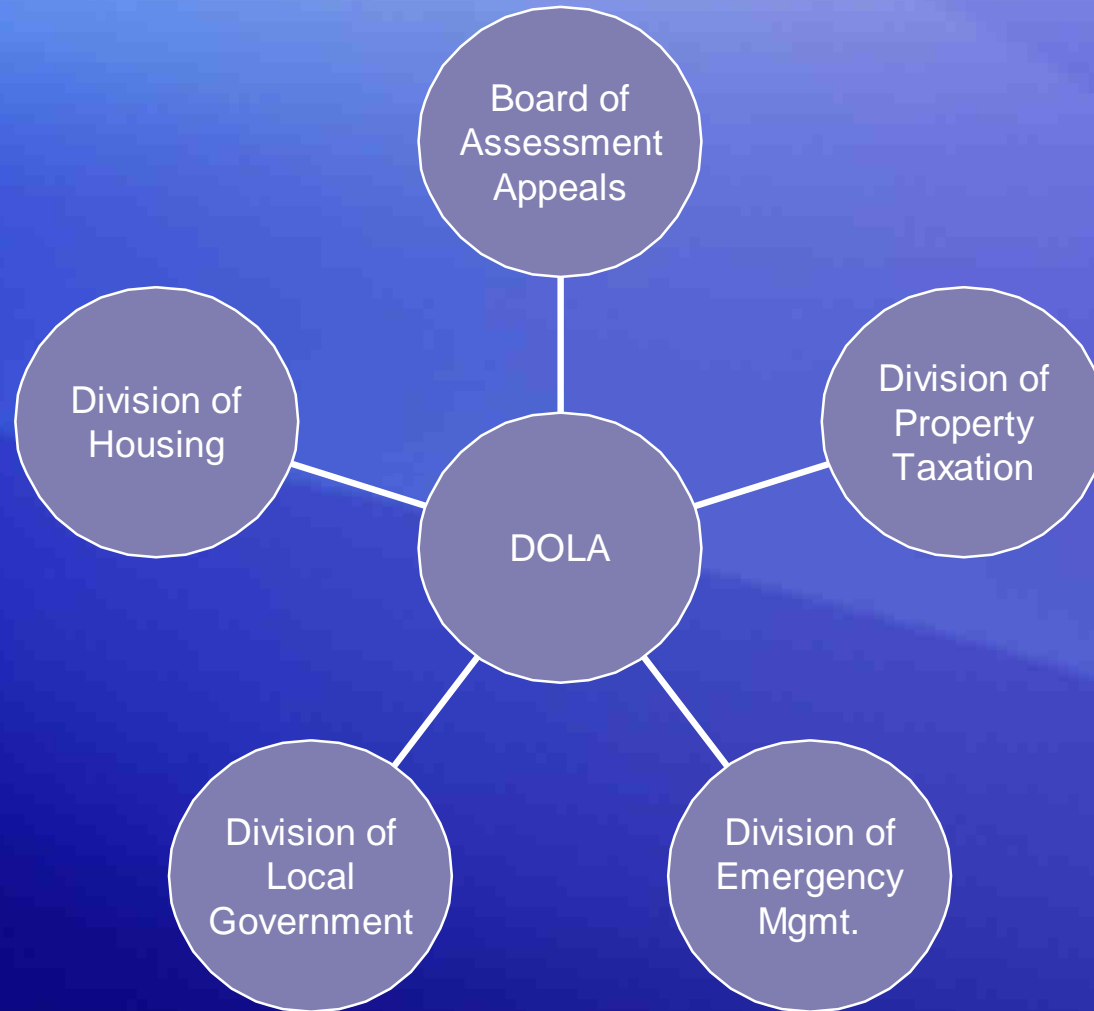 Board of
Assessment
Appeals
Division of
Housing
Division of
Property
Taxation
DOLA
Division of
Local
Government
Division of
Emergency
Mgmt.